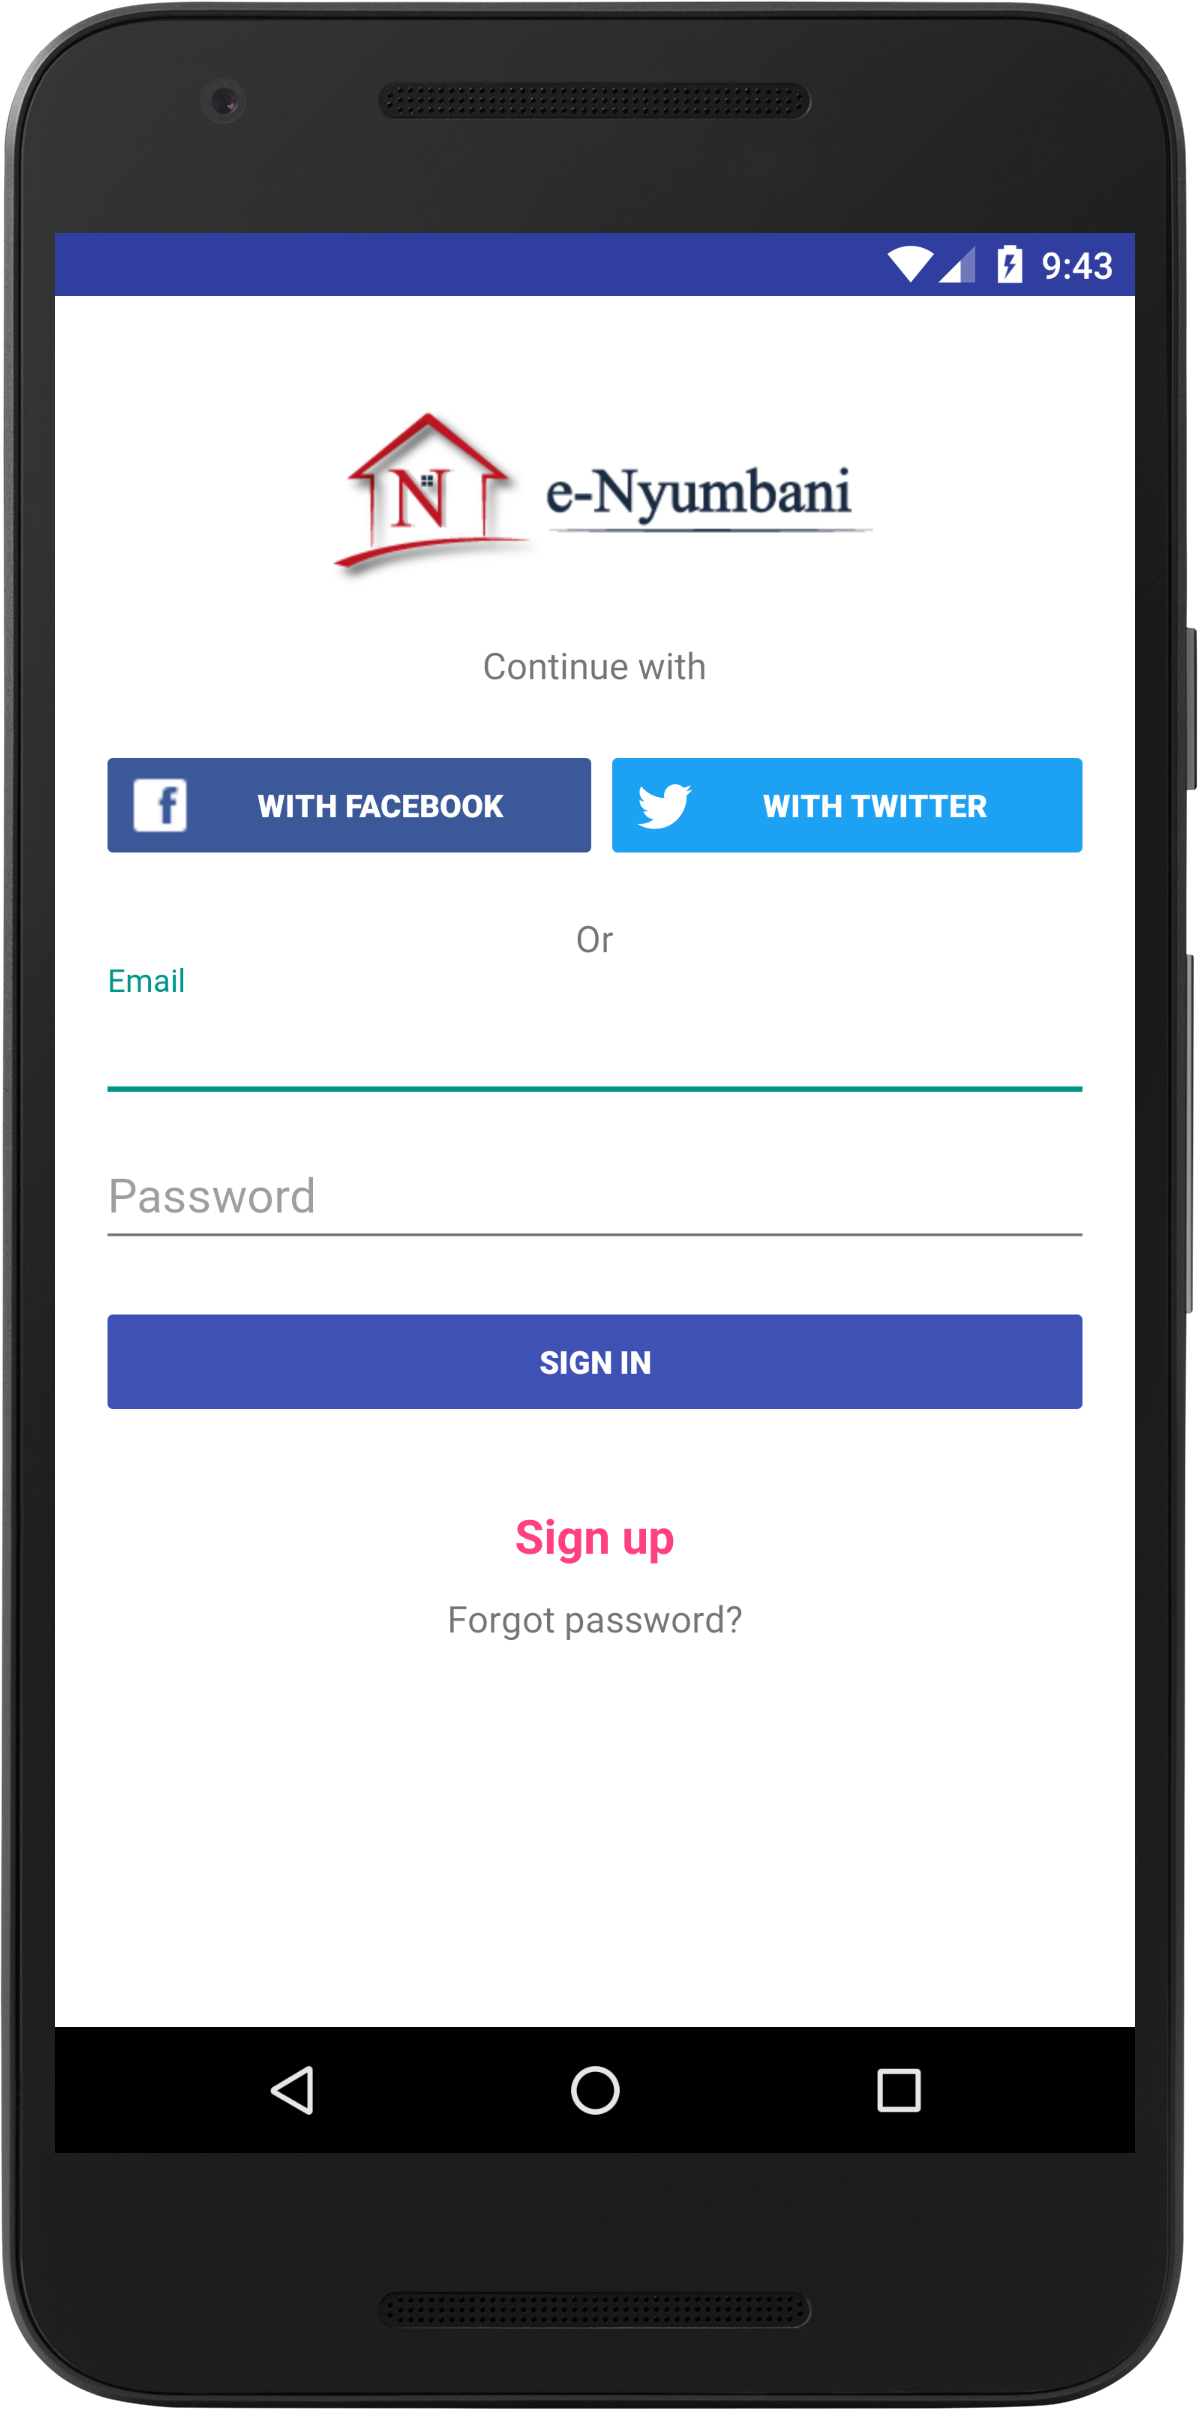 9:43
N e-Nyumbani
Continue with
f WITH FACEBOOK WITH TWITTER
Or
Email
Password
SIGN IN
Sign up
Forgot password?